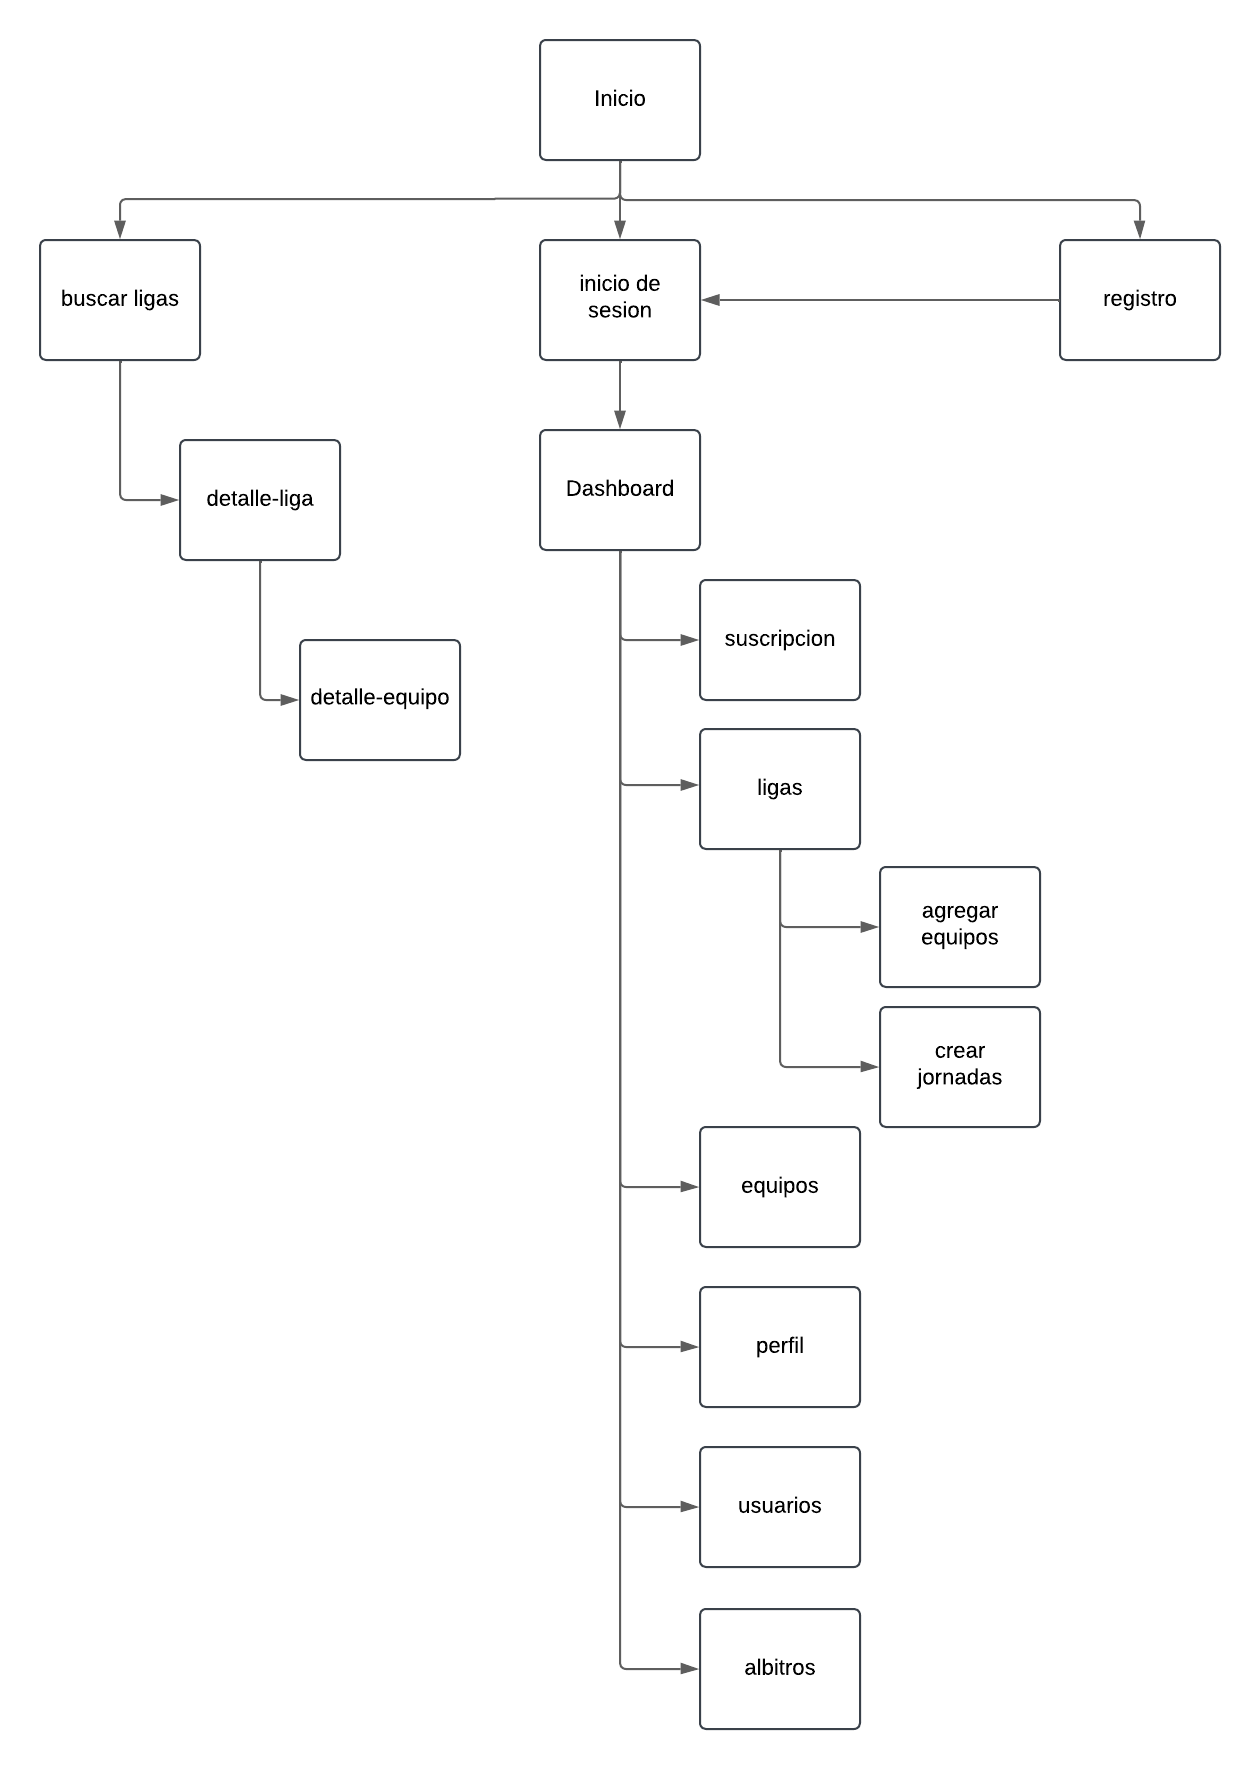 Inicio
buscar ligas
inicio de
sesion
registro
detalle-liga
Dashboard
detalle-equipo
suscripcion
ligas
agregar
equipos
crear
jornadas
equipos
perfil
usuarios
albitros